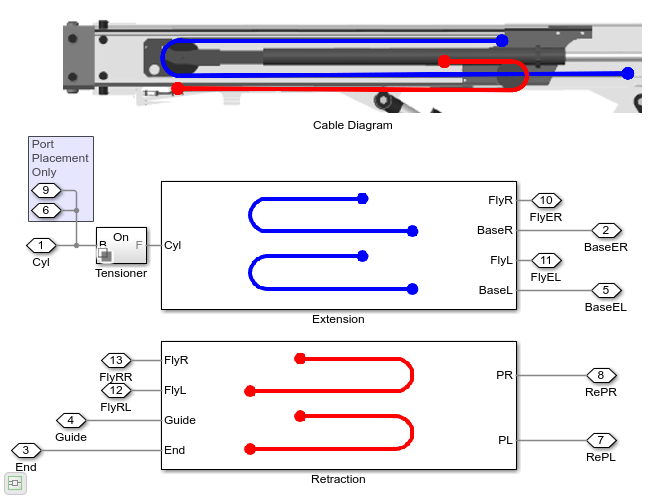 Cable Diagram
Port
Placement
Only
9
6
1
Cyl
B
On
F
Tensioner
Cyl
FlyR
BaseR
FlyL
BaseL
10
FlyER
2
BaseER
11
FlyEL
5
BaseEL
Extension
13
FlyRR
12
FlyRL
4
Guide
3
End
FlyR
FlyL
Guide
End
PR
PL
8
RePR
7
RePL
Retraction